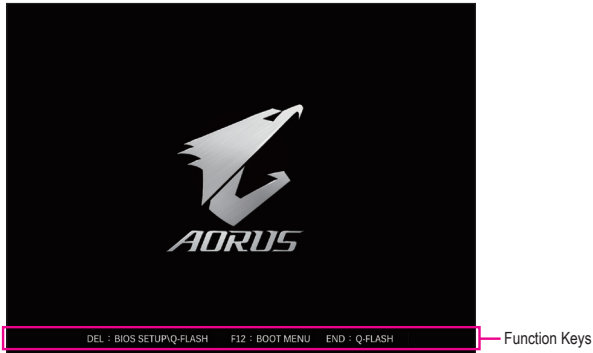 AORUS
DEL : BIOS SETUP\Q-FLASH F12 : BOOT MENU END : Q-FLASH
Function Keys